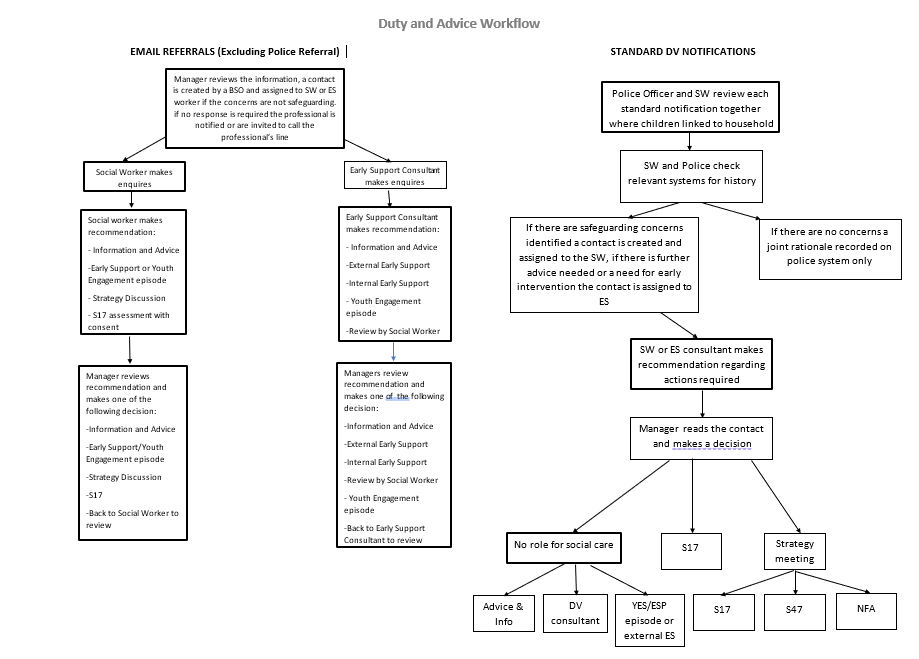 Duty and Advice Workflow
EMAIL REFERRALS (Excluding Police Referral)
Manager reviews the information, a contact
is created by a BSO and assigned to SW or ES
worker if the concerns are not safeguarding.
if no response is required the professional is
notified or are invited to call the
professional's line
Social Worker makes
enquires
Social worker makes
recommendation:
- Information and Advice
-Early Support or Youth
Engagement episode
- Strategy Discussion
- S17 assessment with
consent
Manager reviews
recommendation and
makes one of the
following decision:
-Information and Advice
-Early Support/Youth
Engagement episode
-Strategy Discussion
-S17
-Back to Social Worker to
review
Early Support Consultant
makes enquires
Early Support Consultant
makes recommendation:
- Information and Advice
-External Early Support
-Internal Early Support
- Youth Engagement
episode
-Review by Social Worker
Managers review
recommendation and
makes one of the following
decision:
-Information and Advice
-External Early Support
-Internal Early Support
-Review by Social Worker
- Youth Engagement
episode
-Back to Early Support
Consultant to review
STANDARD DV NOTIFICATIONS
Police Officer and SW review each
standard notification together
where children linked to household
SW and Police check
relevant systems for history
If there are safeguarding concerns
identified a contact is created and
assigned to the SW, if there is further
advice needed or a need for early
intervention the contact is assigned to
ES
If there are no concerns a
joint rationale recorded on
police system only
SW or ES consultant makes
recommendation regarding
actions required
Manager reads the contact
and makes a decision
No role for social care
S17
Strategy
meeting
Advice &
Info
DV
consultant
YES/ESP
episode or
external ES
S17
S47
NFA